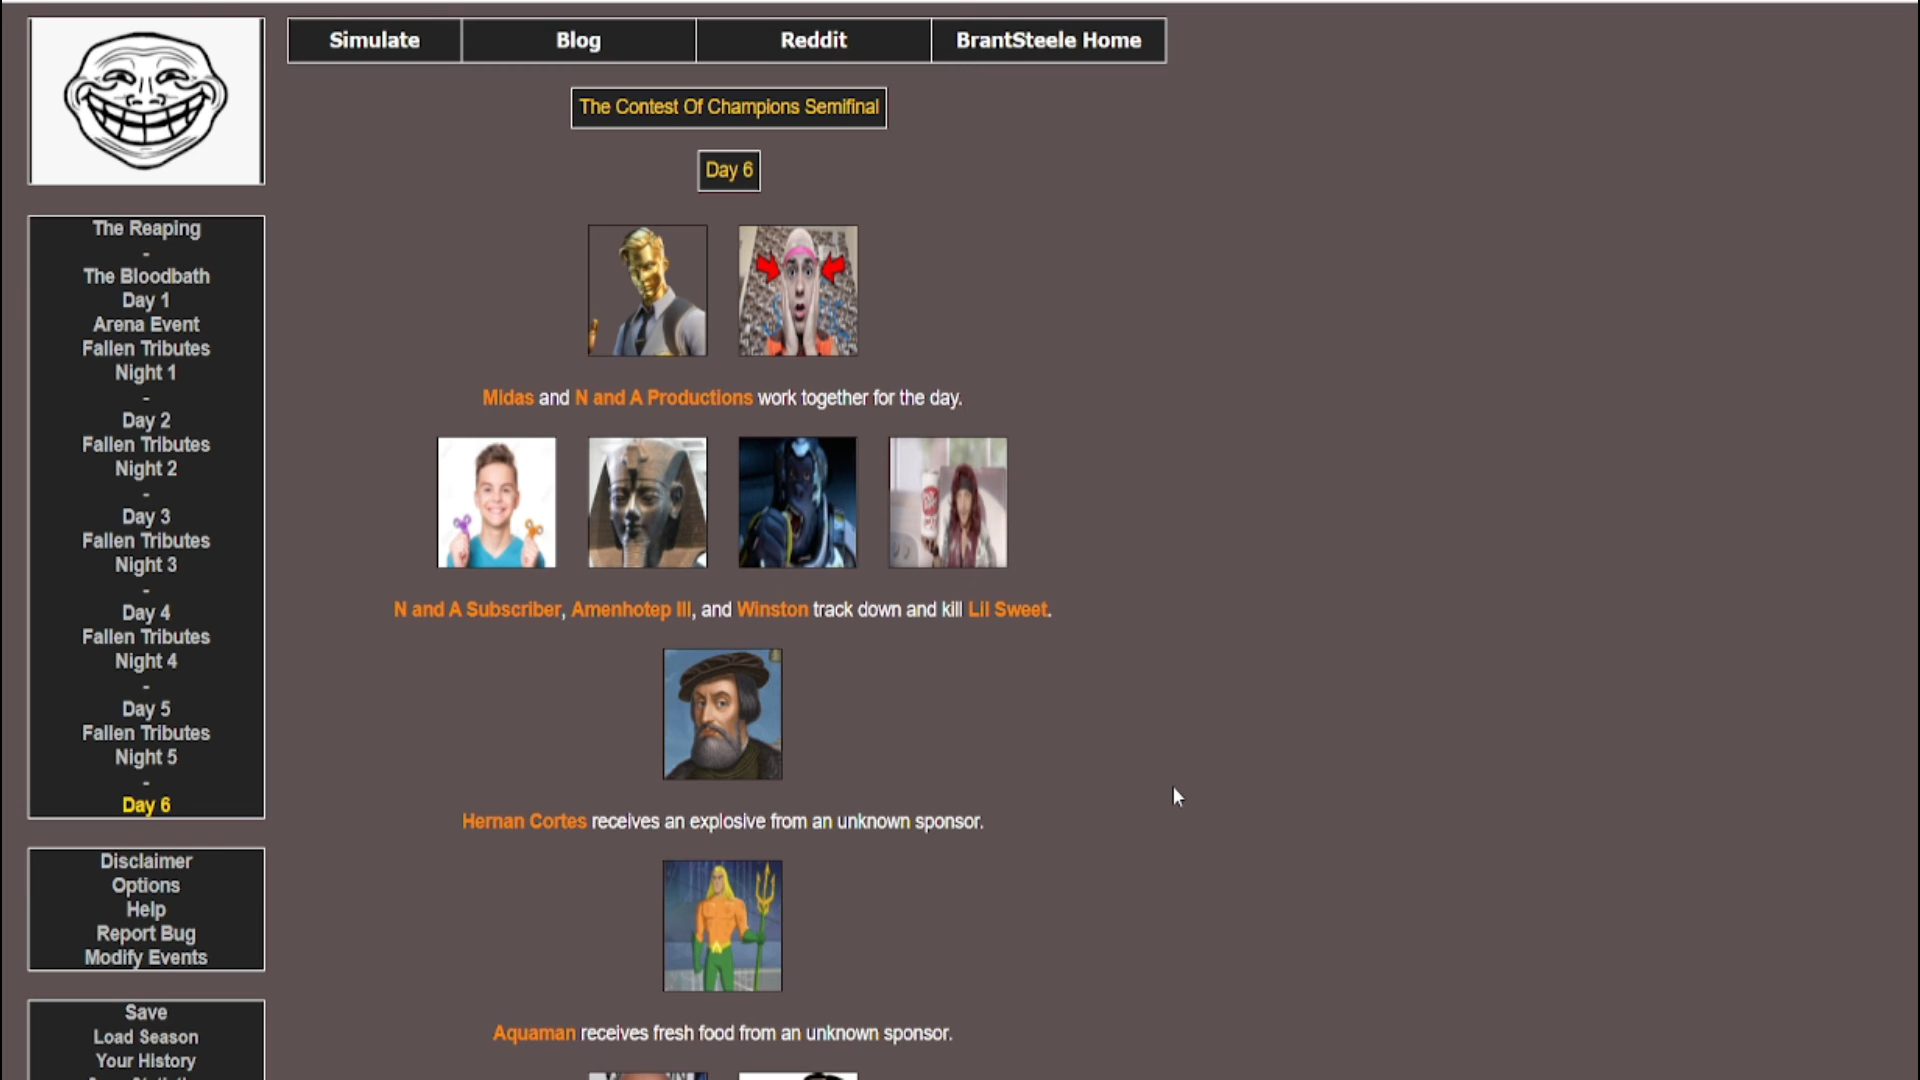 Simulate
Blog
Reddit
BrantSteele Home
The Contest Of Champions Semifinal
Day 6
The Reaping
-
The Bloodbath
Day 1
Arena Event
Fallen Tributes
Night 1
-
Day 2
Fallen Tributes
Night 2
-
Day 3
Fallen Tributes
Night 3
-
Day 4
Fallen Tributes
Night 4
-
Day 5
Fallen Tributes
Night 5
-
Day 6
Disclaimer
Options
Help
Report Bug
Modify Events
Save
Load Season
Your History
Midas and N and A Productions work together for the day.
N and A Subscriber, Amenhotep III, and Winston track down and kill Lil Sweet.
Hernan Cortes receives an explosive from an unknown sponsor.
Aquaman receives fresh food from an unknown sponsor.